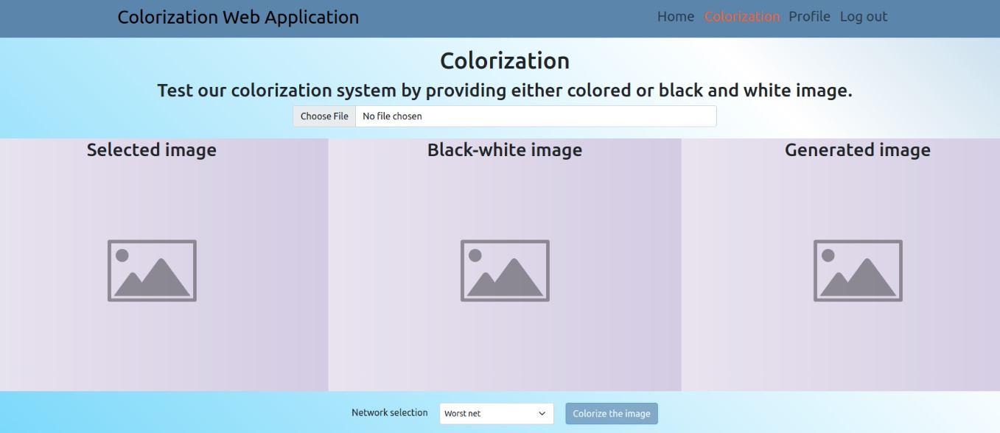 Colorization Web Application
Home Colorization Profile Log out
Colorization
Test our colorization system by providing either colored or black and white image.
Choose File No file chosen
Selected image
Black-white image
Generated image
Network selection Worst net Colorize the image